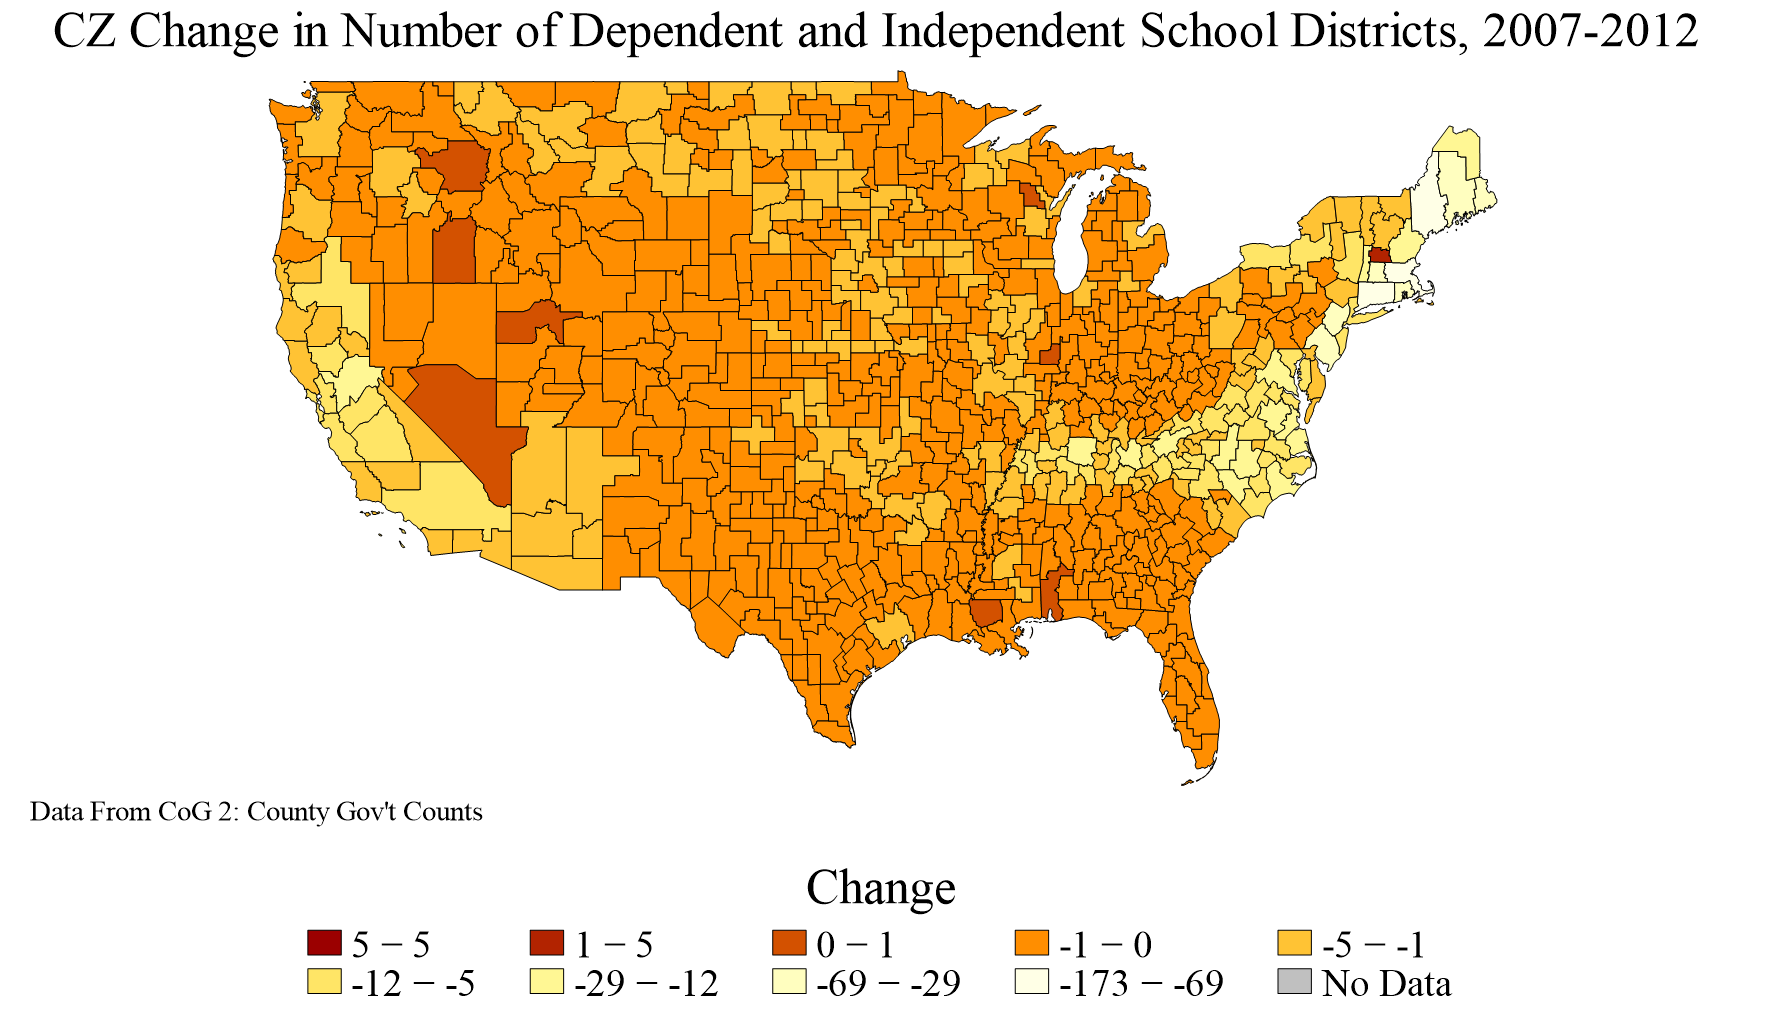 CZ Change in Number of Dependent and Independent School Districts, 2007-2012
Data From CoG 2: County Gov't Counts
Change
5 − 5 1 − 5 0 − 1 -1 − 0 -5 − -1
-12 − -5 -29 − -12 -69 − -29 -173 − -69 No Data